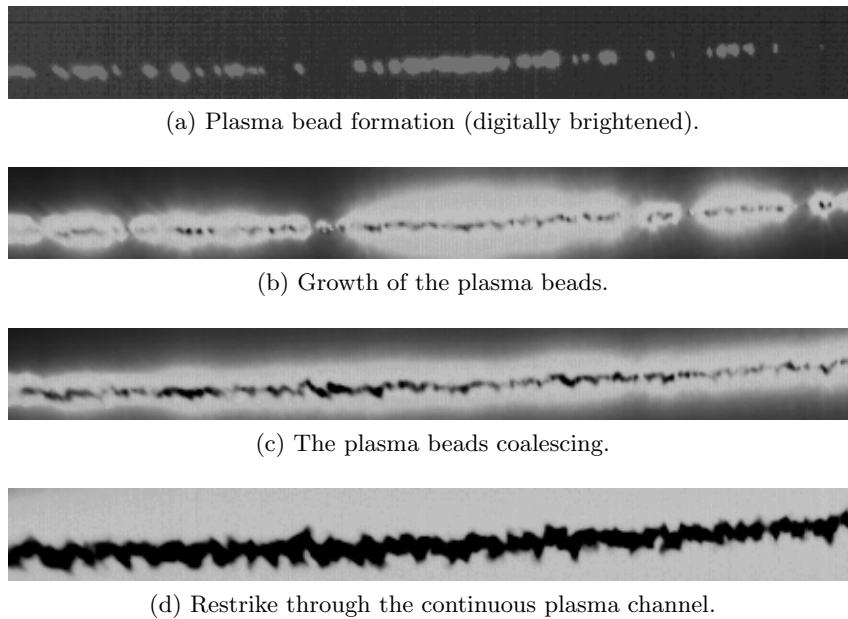 (a) Plasma bead formation (digitally brightened).
(b) Growth of the plasma beads.
(c) The plasma beads coalescing.
(d) Restrike through the continuous plasma channel.